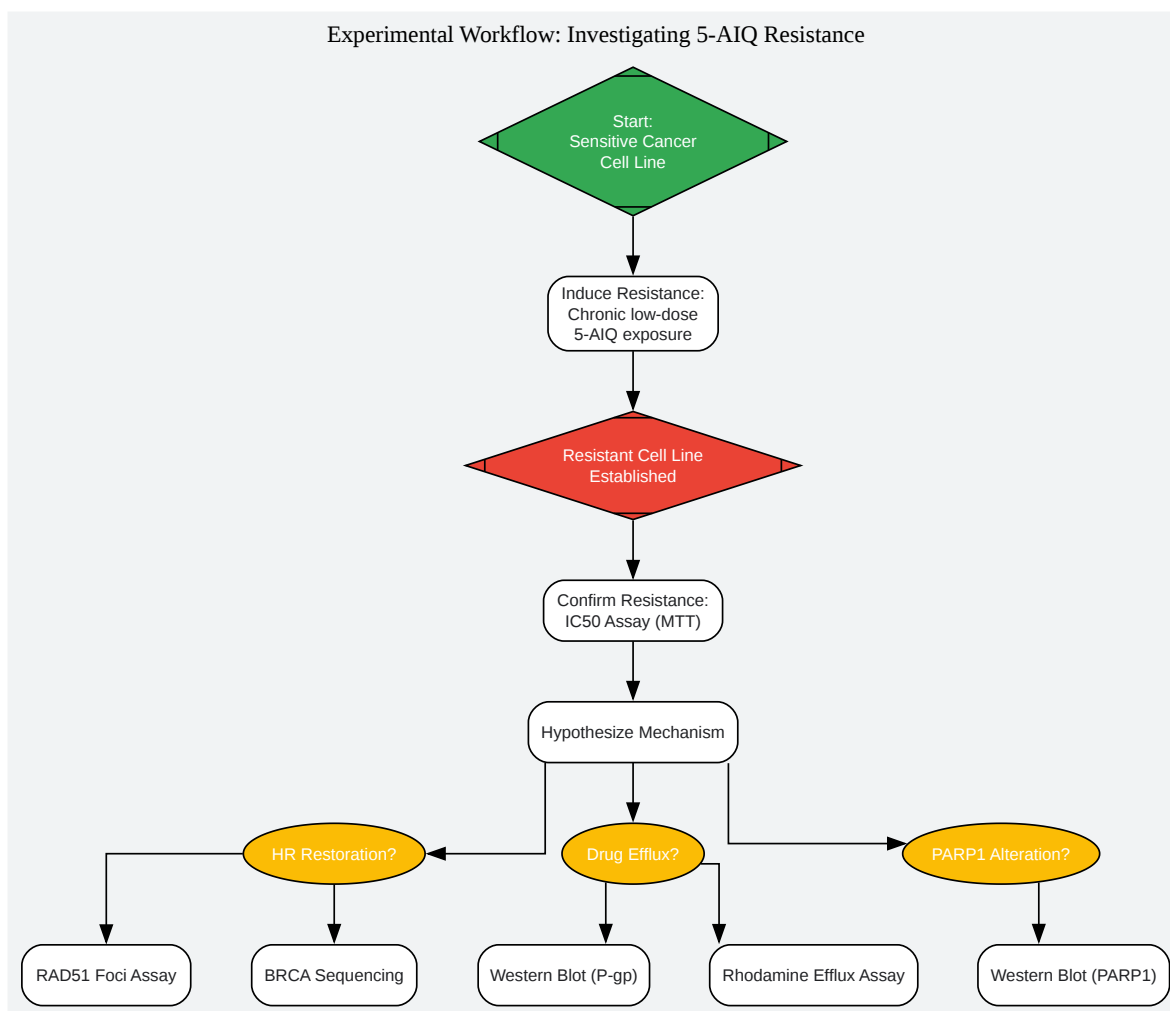 Experimental Workflow: Investigating 5-AIQ Resistance
Start:
Sensitive Cancer
Cell Line
Induce Resistance:
Chronic low-dose
5-AIQ exposure
Resistant Cell Line
Established
Confirm Resistance:
IC50 Assay (MTT)
Hypothesize Mechanism
HR Restoration?
Drug Efflux?
PARP1 Alteration?
RAD51 Foci Assay
BRCA Sequencing
Western Blot (P-gp)
Rhodamine Efflux Assay
Western Blot (PARP1)